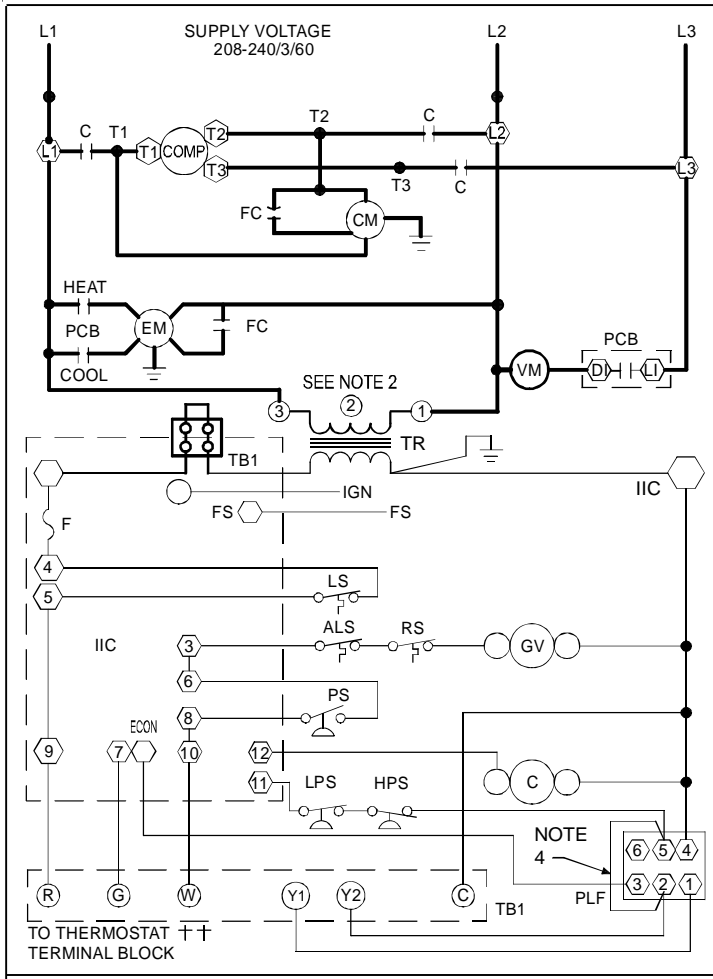 L1 SUPPLY VOLTAGE L2 L3
208-240/3/60
C T1 T2 C
L1 T1 COMP T2 L2
T3 T3 C L3
FC CM
HEAT
PCB EM FC PCB
COOL VM DI LI
SEE NOTE 2
3 2 1
TR
TB1
IGN IIC
FS FS
F
4
5 LS
IIC 3 ALS RS GV
6
8 PS
ECON
9 7 10 12 C
11 LPS HPS
NOTE
4
6 5 4
3 2 1
PLF
R G W Y1 Y2 C
TB1
TO THERMOSTAT ††
TERMINAL BLOCK